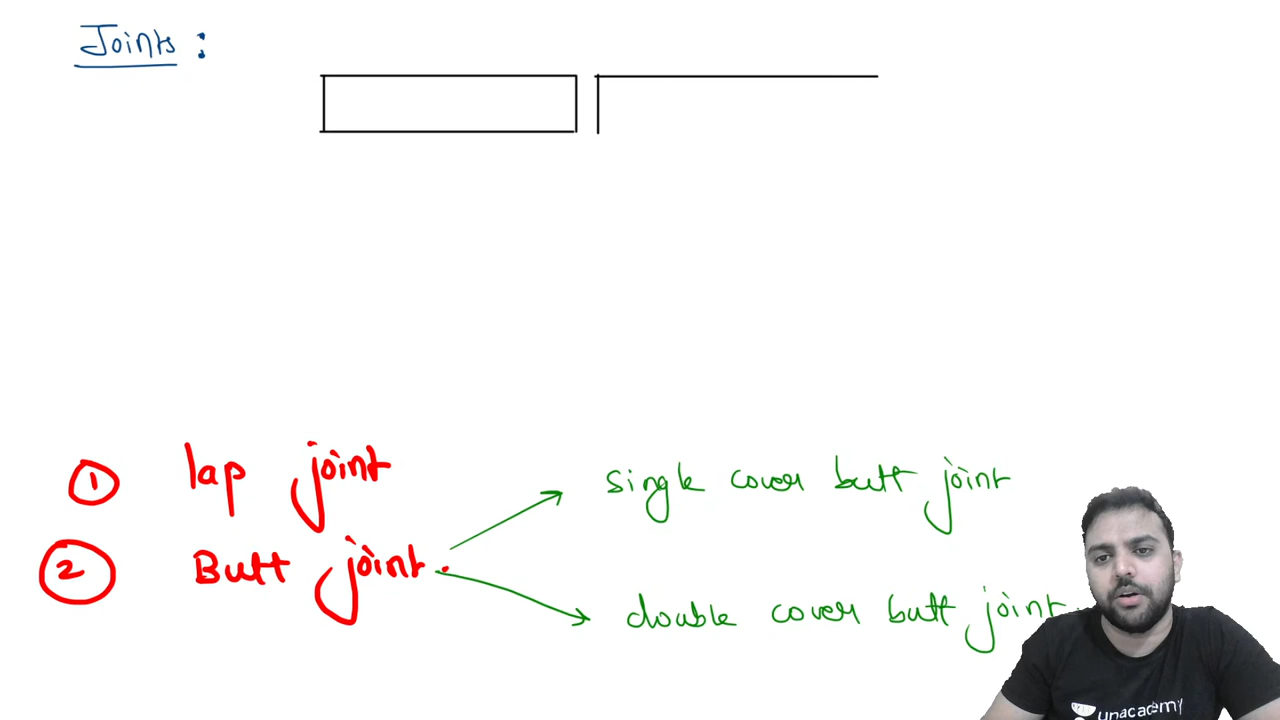 Joints :
① lap joint
single cover butt joint
② Butt joint.
double cover butt joint
unacademy